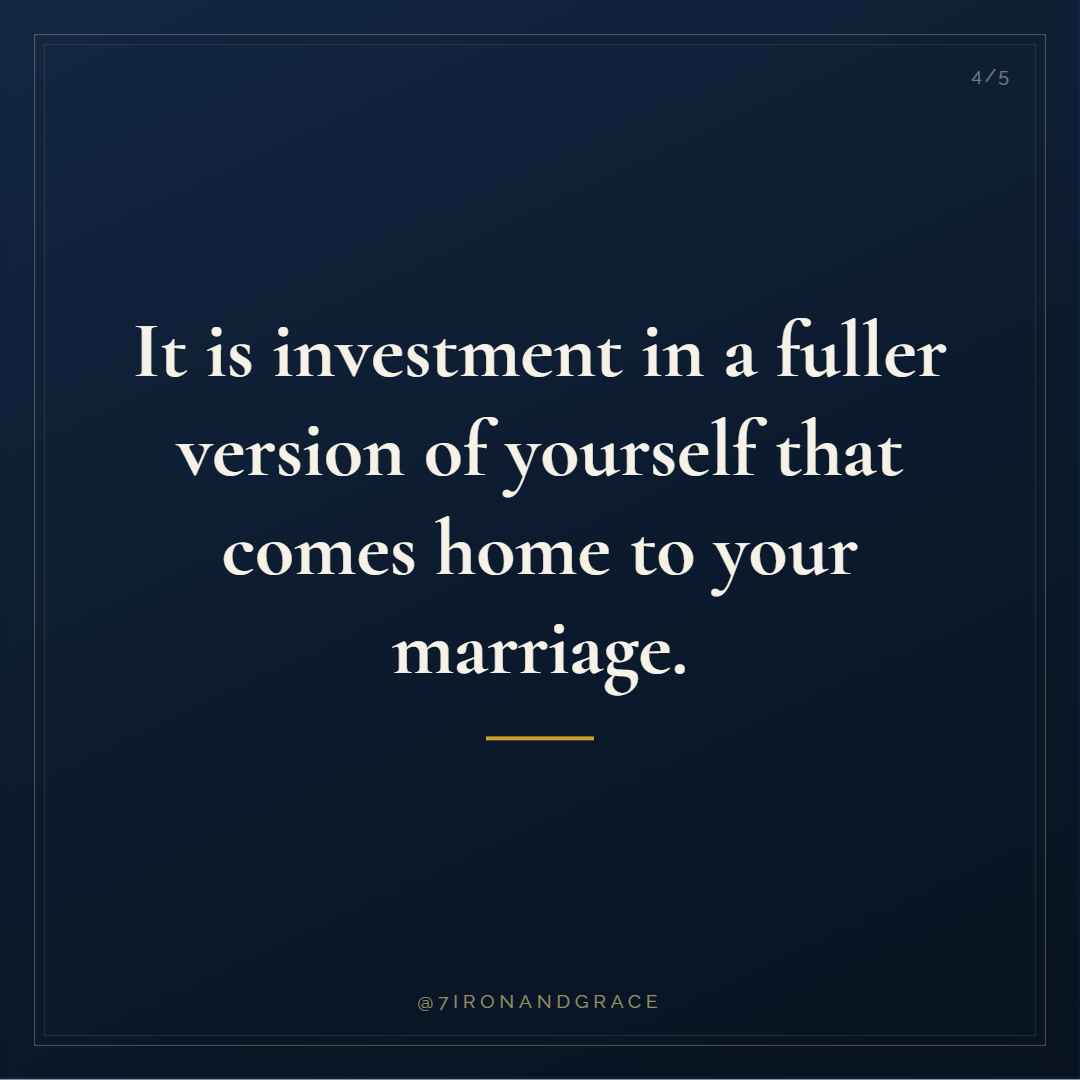 4/5
It is investment in a fuller
version of yourself that
comes home to your
marriage.
@7IRONANDGRACE